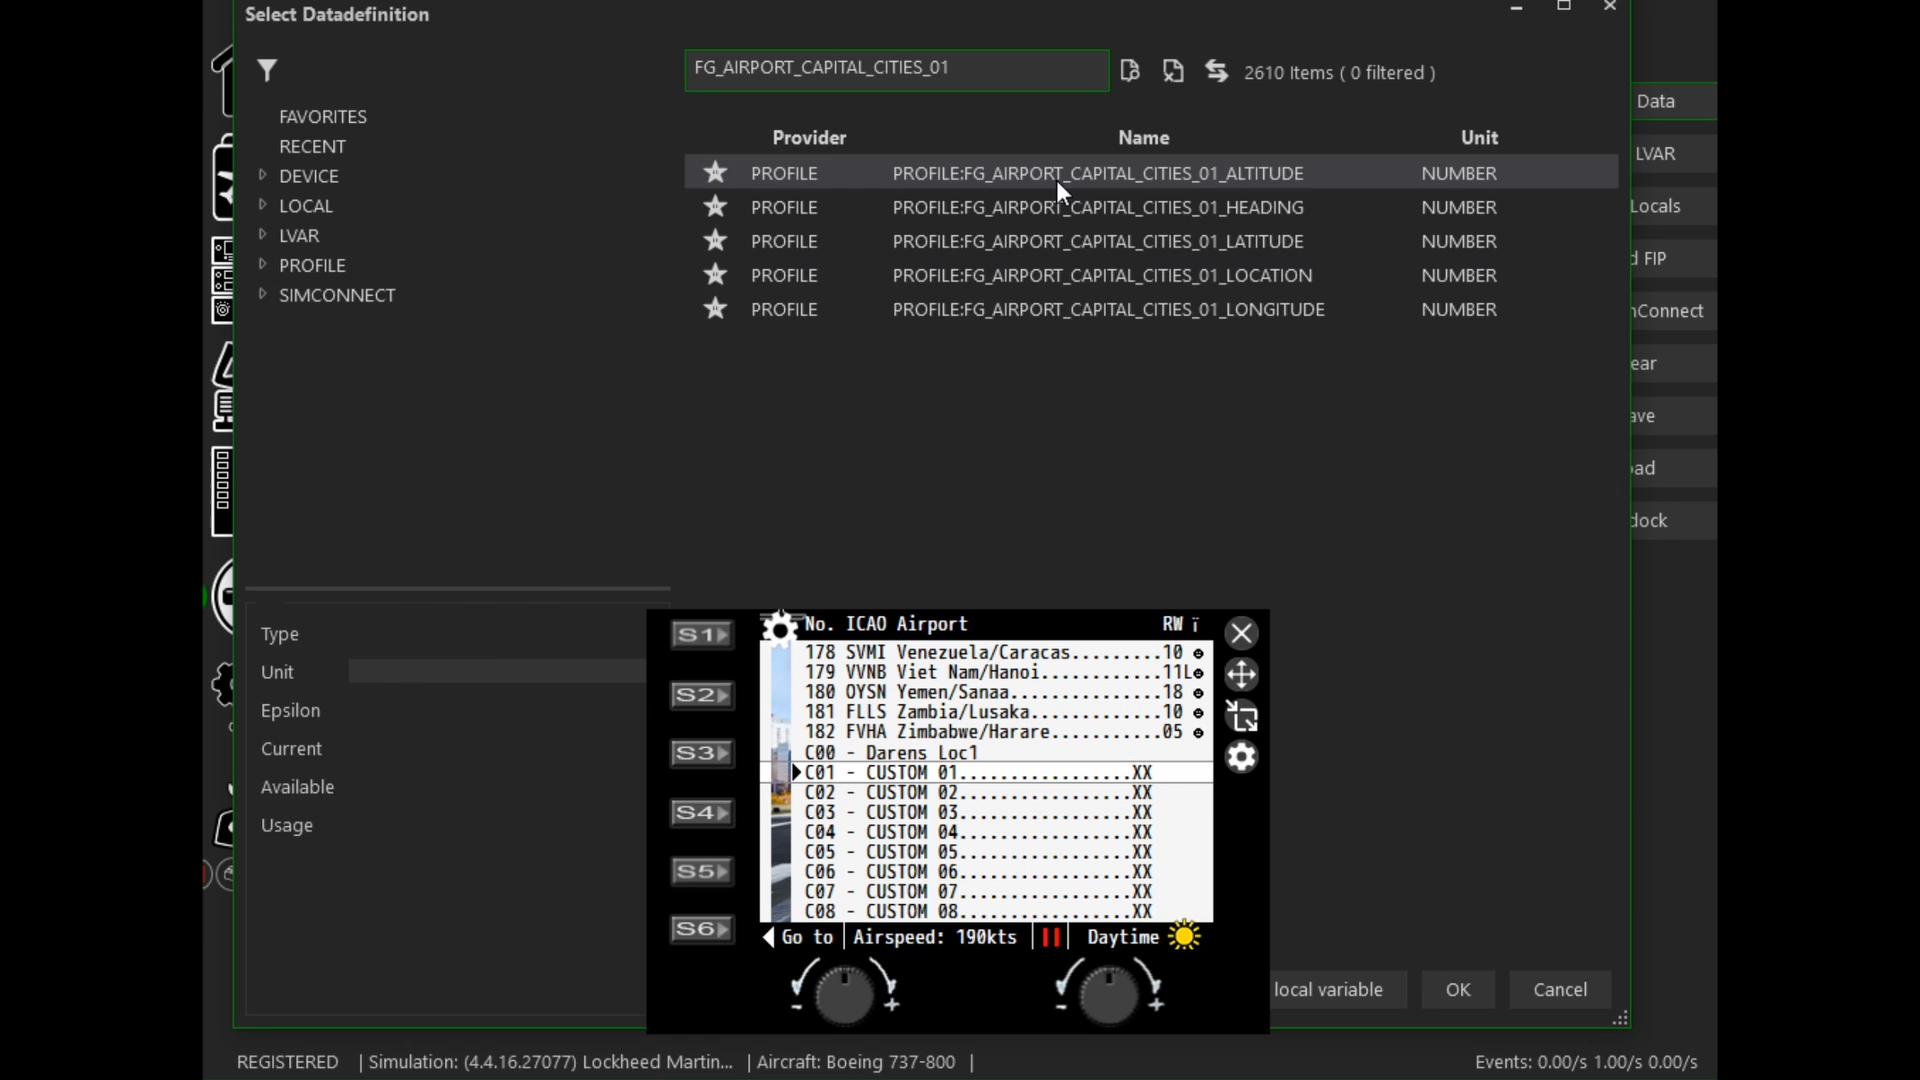 Select Datadefinition
FG_AIRPORT_CAPITAL_CITIES_01
2610 Items ( 0 filtered )
FAVORITES
RECENT
DEVICE
LOCAL
LVAR
PROFILE
SIMCONNECT
Provider Name Unit
PROFILE PROFILE:FG_AIRPORT_CAPITAL_CITIES_01_ALTITUDE NUMBER
PROFILE PROFILE:FG_AIRPORT_CAPITAL_CITIES_01_HEADING NUMBER
PROFILE PROFILE:FG_AIRPORT_CAPITAL_CITIES_01_LATITUDE NUMBER
PROFILE PROFILE:FG_AIRPORT_CAPITAL_CITIES_01_LOCATION NUMBER
PROFILE PROFILE:FG_AIRPORT_CAPITAL_CITIES_01_LONGITUDE NUMBER
Data
LVAR
Locals
d FIP
nConnect
ear
ave
oad
dock
Type
Unit
Epsilon
Current
Available
Usage
S1
S2
S3
S4
S5
S6
No. ICAO Airport RW
178 SVMI Venezuela/Caracas.........10
179 VVNB Viet Nam/Hanoi............11L
180 OYSN Yemen/Sanaa...............18
181 FLLS Zambia/Lusaka.............10
182 FVHA Zimbabwe/Harare...........05
C00 - Darens Loc1
C01 - CUSTOM 01.................XX
C02 - CUSTOM 02.................XX
C03 - CUSTOM 03.................XX
C04 - CUSTOM 04.................XX
C05 - CUSTOM 05.................XX
C06 - CUSTOM 06.................XX
C07 - CUSTOM 07.................XX
C08 - CUSTOM 08.................XX
Go to Airspeed: 190kts Daytime
- + - +
local variable OK Cancel
REGISTERED | Simulation: (4.4.16.27077) Lockheed Martin... | Aircraft: Boeing 737-800 |
Events: 0.00/s 1.00/s 0.00/s